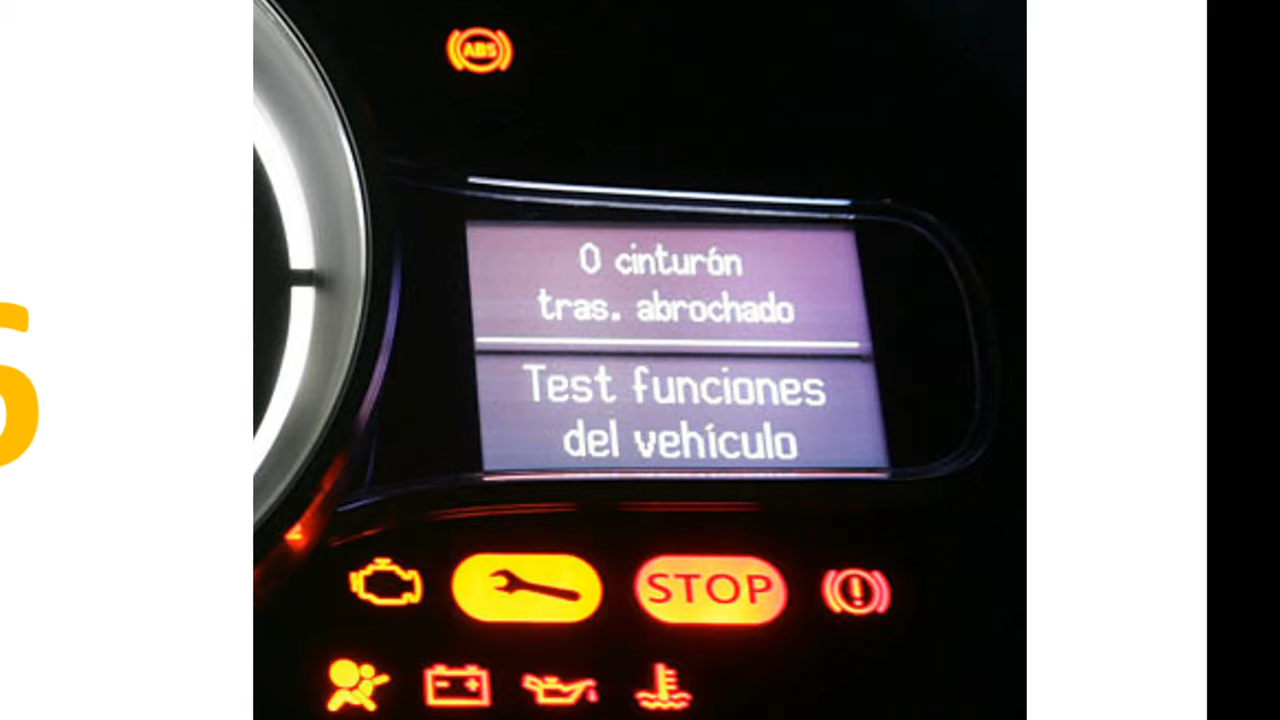 ABS
0 cinturón
tras. abrochado
Test funciones
del vehículo
STOP